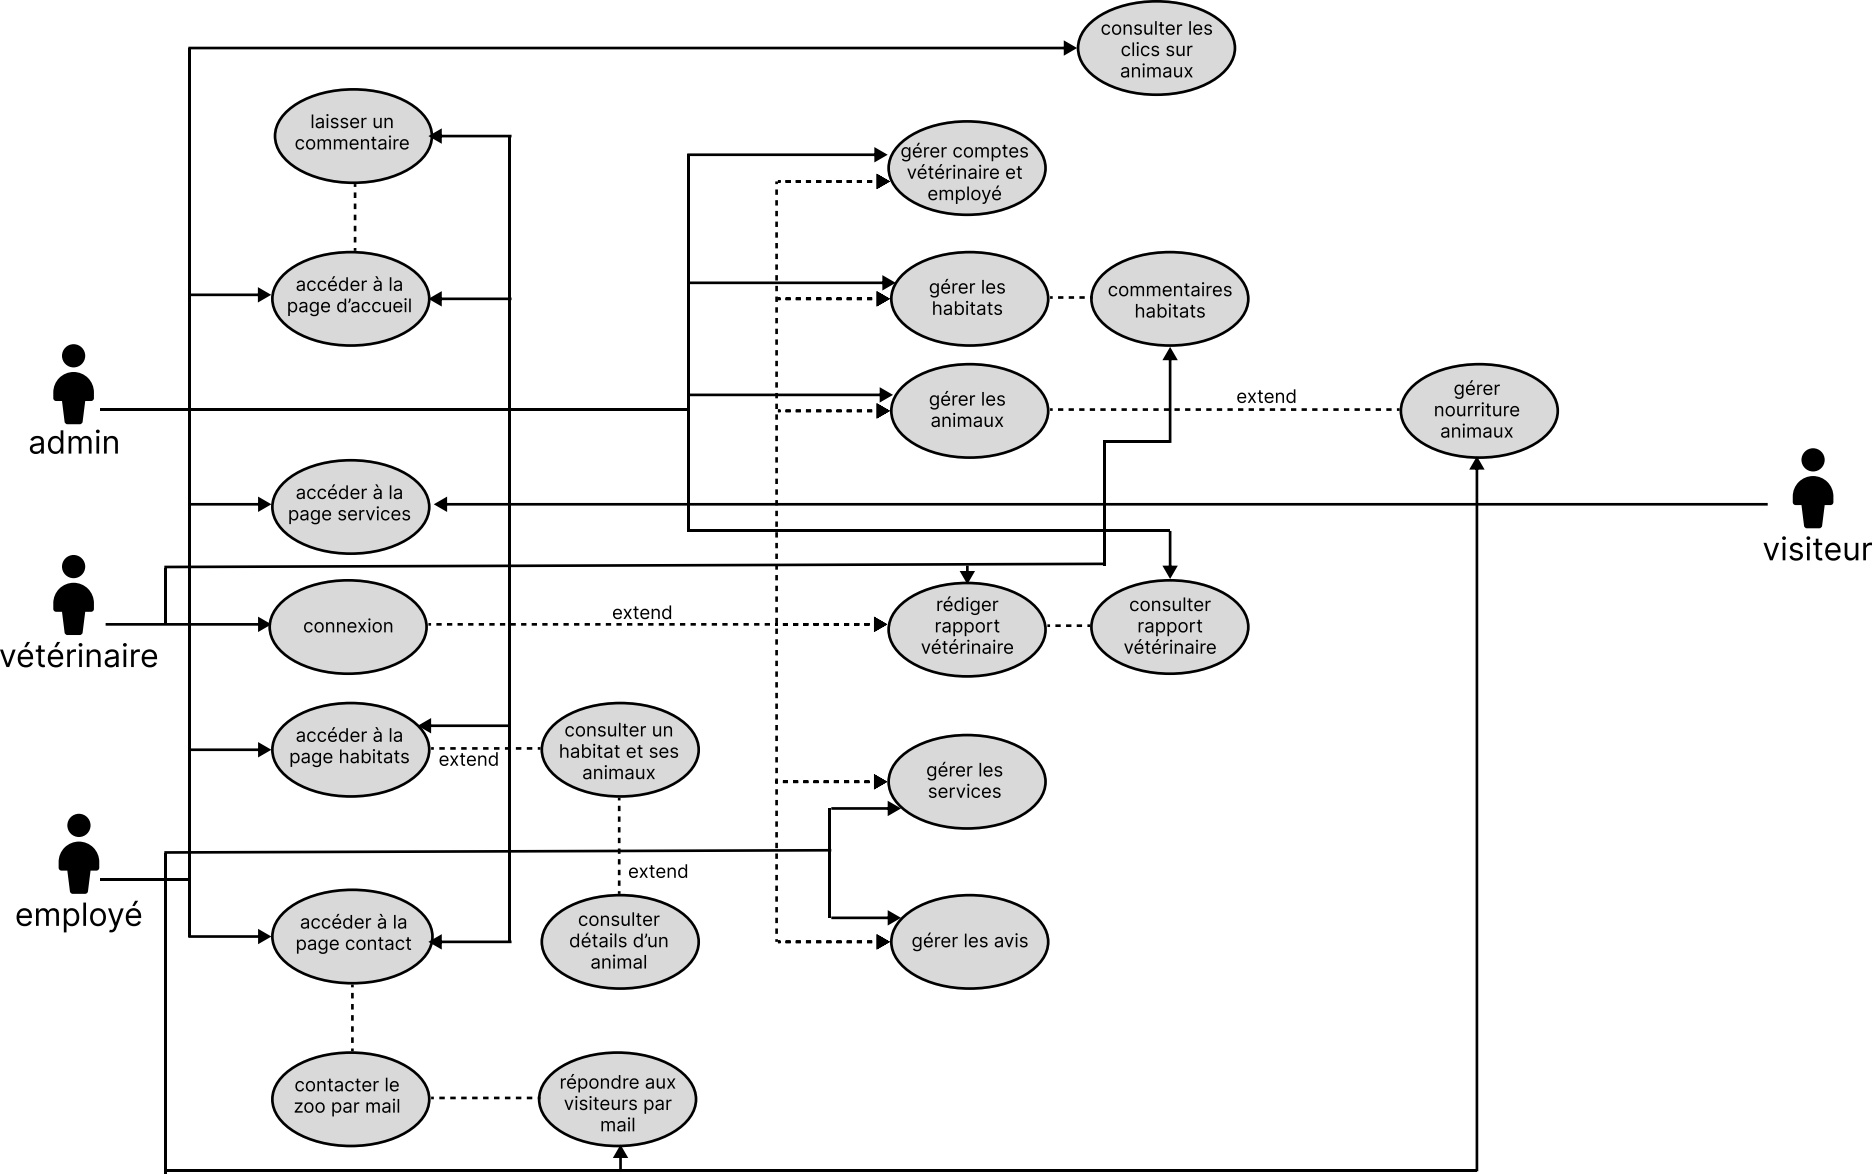 consulter les
clics sur
animaux
laisser un
commentaire
gérer comptes
vétérinaire et
employé
accéder à la
page d’accueil
gérer les
habitats
commentaires
habitats
admin
gérer les
animaux
extend
gérer
nourriture
animaux
accéder à la
page services
visiteur
vétérinaire
connexion
extend
rédiger
rapport
vétérinaire
consulter
rapport
vétérinaire
accéder à la
page habitats
extend
consulter un
habitat et ses
animaux
gérer les
services
extend
employé
accéder à la
page contact
consulter
détails d’un
animal
gérer les avis
contacter le
zoo par mail
répondre aux
visiteurs par
mail